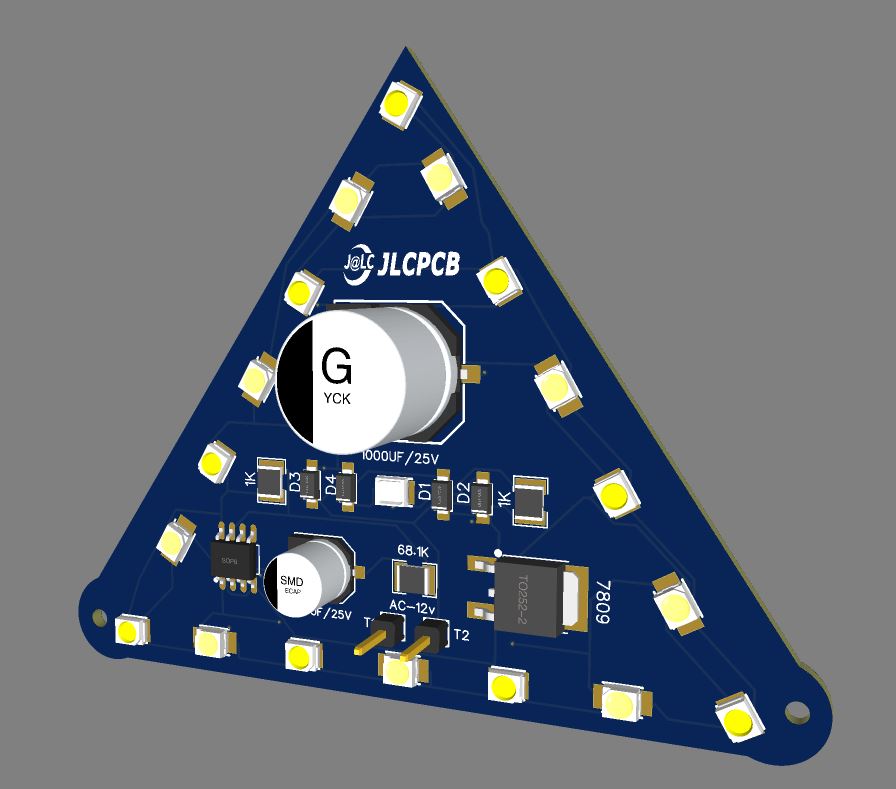 J@LC JLCPCB
G
YCK
1000UF/25V
1K
D3
D4
D1
D2
1K
SOP8
SMD
ECAP
F/25V
68.1K
AC-12v
T
T2
TO252-2
7809